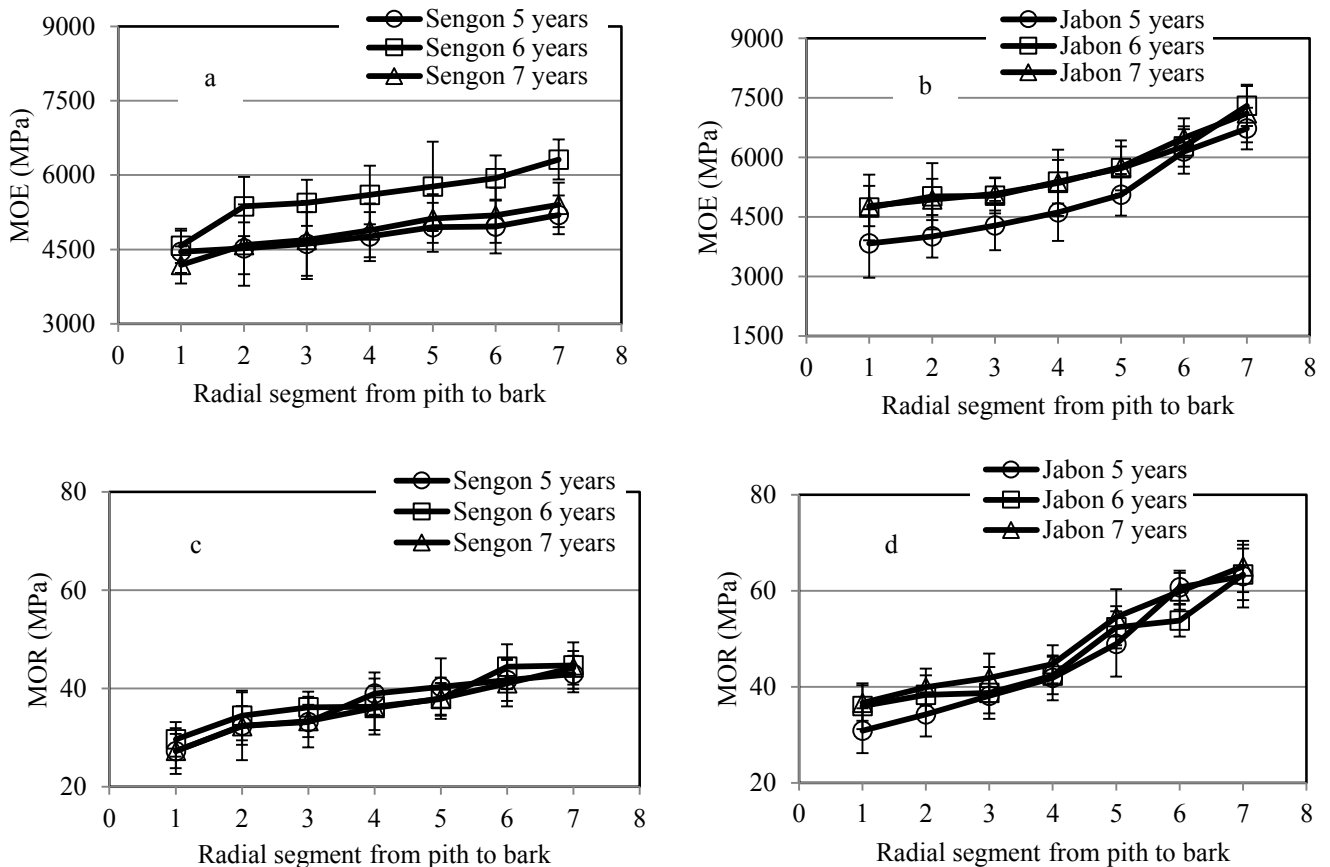 Sengon 5 years
Sengon 6 years
Sengon 7 years
a
9000
7500
6000
4500
3000
MOE (MPa)
0 1 2 3 4 5 6 7 8
Radial segment from pith to bark
Jabon 5 years
Jabon 6 years
Jabon 7 years
b
9000
7500
6000
4500
3000
1500
MOE (MPa)
0 1 2 3 4 5 6 7 8
Radial segment from pith to bark
Sengon 5 years
Sengon 6 years
Sengon 7 years
c
80
60
40
20
MOR (MPa)
0 1 2 3 4 5 6 7 8
Radial segment from pith to bark
Jabon 5 years
Jabon 6 years
Jabon 7 years
d
80
60
40
20
MOR (MPa)
0 1 2 3 4 5 6 7 8
Radial segment from pith to bark